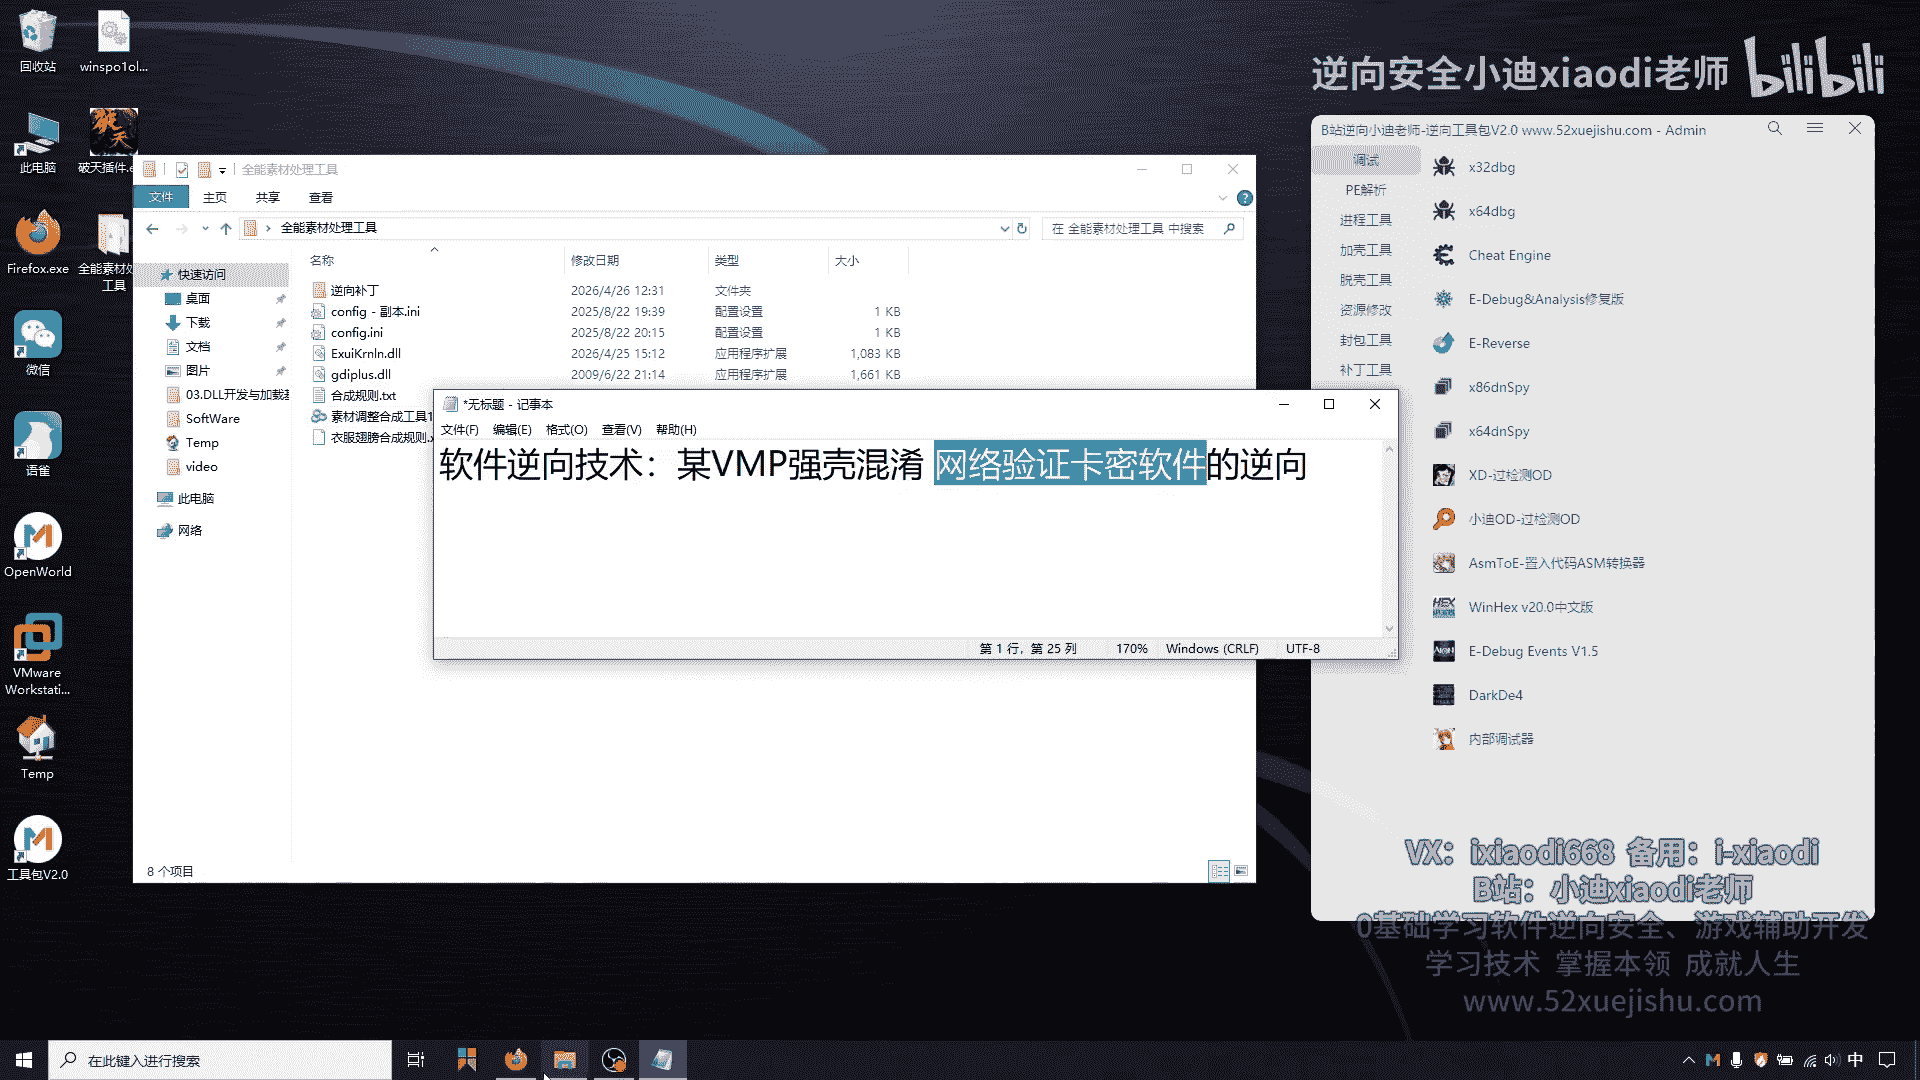 回收站
winspo1ol...
此电脑
破天插件.e
Firefox.exe
全能素材处
工具
微信
语雀
OpenWorld
VMware
Workstati...
Temp
工具包V2.0
逆向安全小迪xiaodi老师 bilibili
全能素材处理工具
文件 主页 共享 查看
全能素材处理工具
在 全能素材处理工具 中搜索
快速访问
桌面
下载
文档
图片
03.DLL开发与加载基
SoftWare
Temp
video
此电脑
网络
名称 修改日期 类型 大小
逆向补丁 2026/4/26 12:31 文件夹
config - 副本.ini 2025/8/22 19:39 配置设置 1 KB
config.ini 2025/8/22 20:15 配置设置 1 KB
ExuiKrnln.dll 2026/4/25 15:12 应用程序扩展 1,083 KB
gdiplus.dll 2009/6/22 21:14 应用程序扩展 1,661 KB
合成规则.txt
素材调整合成工具1
衣服翅膀合成规则.x
8 个项目
*无标题 - 记事本
文件(F) 编辑(E) 格式(O) 查看(V) 帮助(H)
软件逆向技术：某VMP强壳混淆 网络验证卡密软件的逆向
第 1 行，第 25 列 170% Windows (CRLF) UTF-8
B站逆向小迪老师-逆向工具包V2.0 www.52xuejishu.com - Admin
调试
PE解析
进程工具
加壳工具
脱壳工具
资源修改
封包工具
补丁工具
x32dbg
x64dbg
Cheat Engine
E-Debug&Analysis修复版
E-Reverse
x86dnSpy
x64dnSpy
XD-过检测OD
小迪OD-过检测OD
AsmToE-置入代码ASM转换器
WinHex v20.0中文版
E-Debug Events V1.5
DarkDe4
内部调试器
VX：ixiaodi668 备用：i-xiaodi
B站：小迪xiaodi老师
0基础学习软件逆向安全、游戏辅助开发
学习技术 掌握本领 成就人生
www.52xuejishu.com
在此键入进行搜索
中